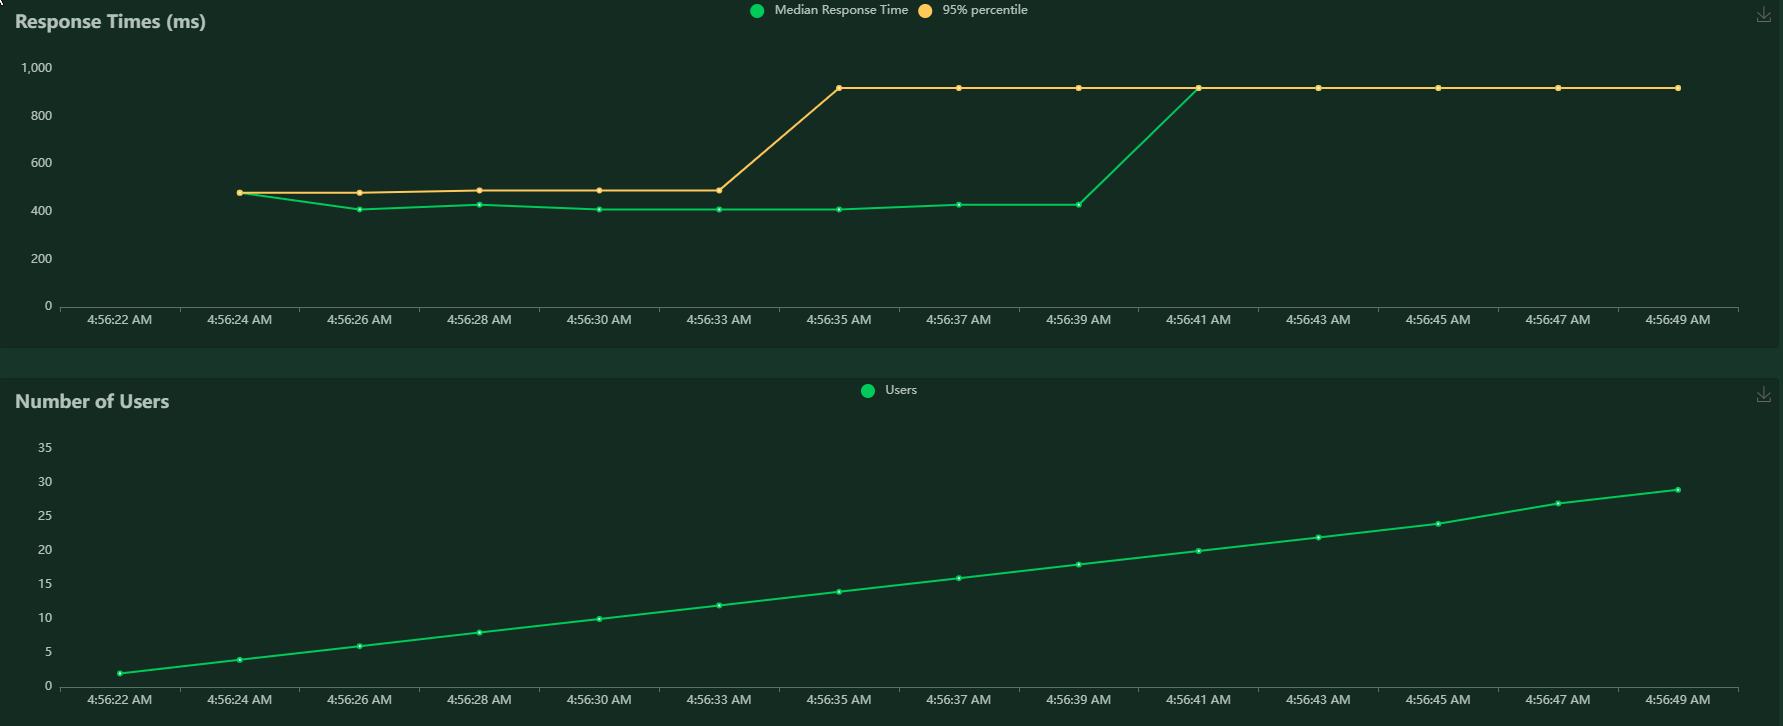 Response Times (ms)
Median Response Time 95% percentile
1,000
800
600
400
200
0
4:56:22 AM 4:56:24 AM 4:56:26 AM 4:56:28 AM 4:56:30 AM 4:56:33 AM 4:56:35 AM 4:56:37 AM 4:56:39 AM 4:56:41 AM 4:56:43 AM 4:56:45 AM 4:56:47 AM 4:56:49 AM
Number of Users
Users
35
30
25
20
15
10
5
0
4:56:22 AM 4:56:24 AM 4:56:26 AM 4:56:28 AM 4:56:30 AM 4:56:33 AM 4:56:35 AM 4:56:37 AM 4:56:39 AM 4:56:41 AM 4:56:43 AM 4:56:45 AM 4:56:47 AM 4:56:49 AM